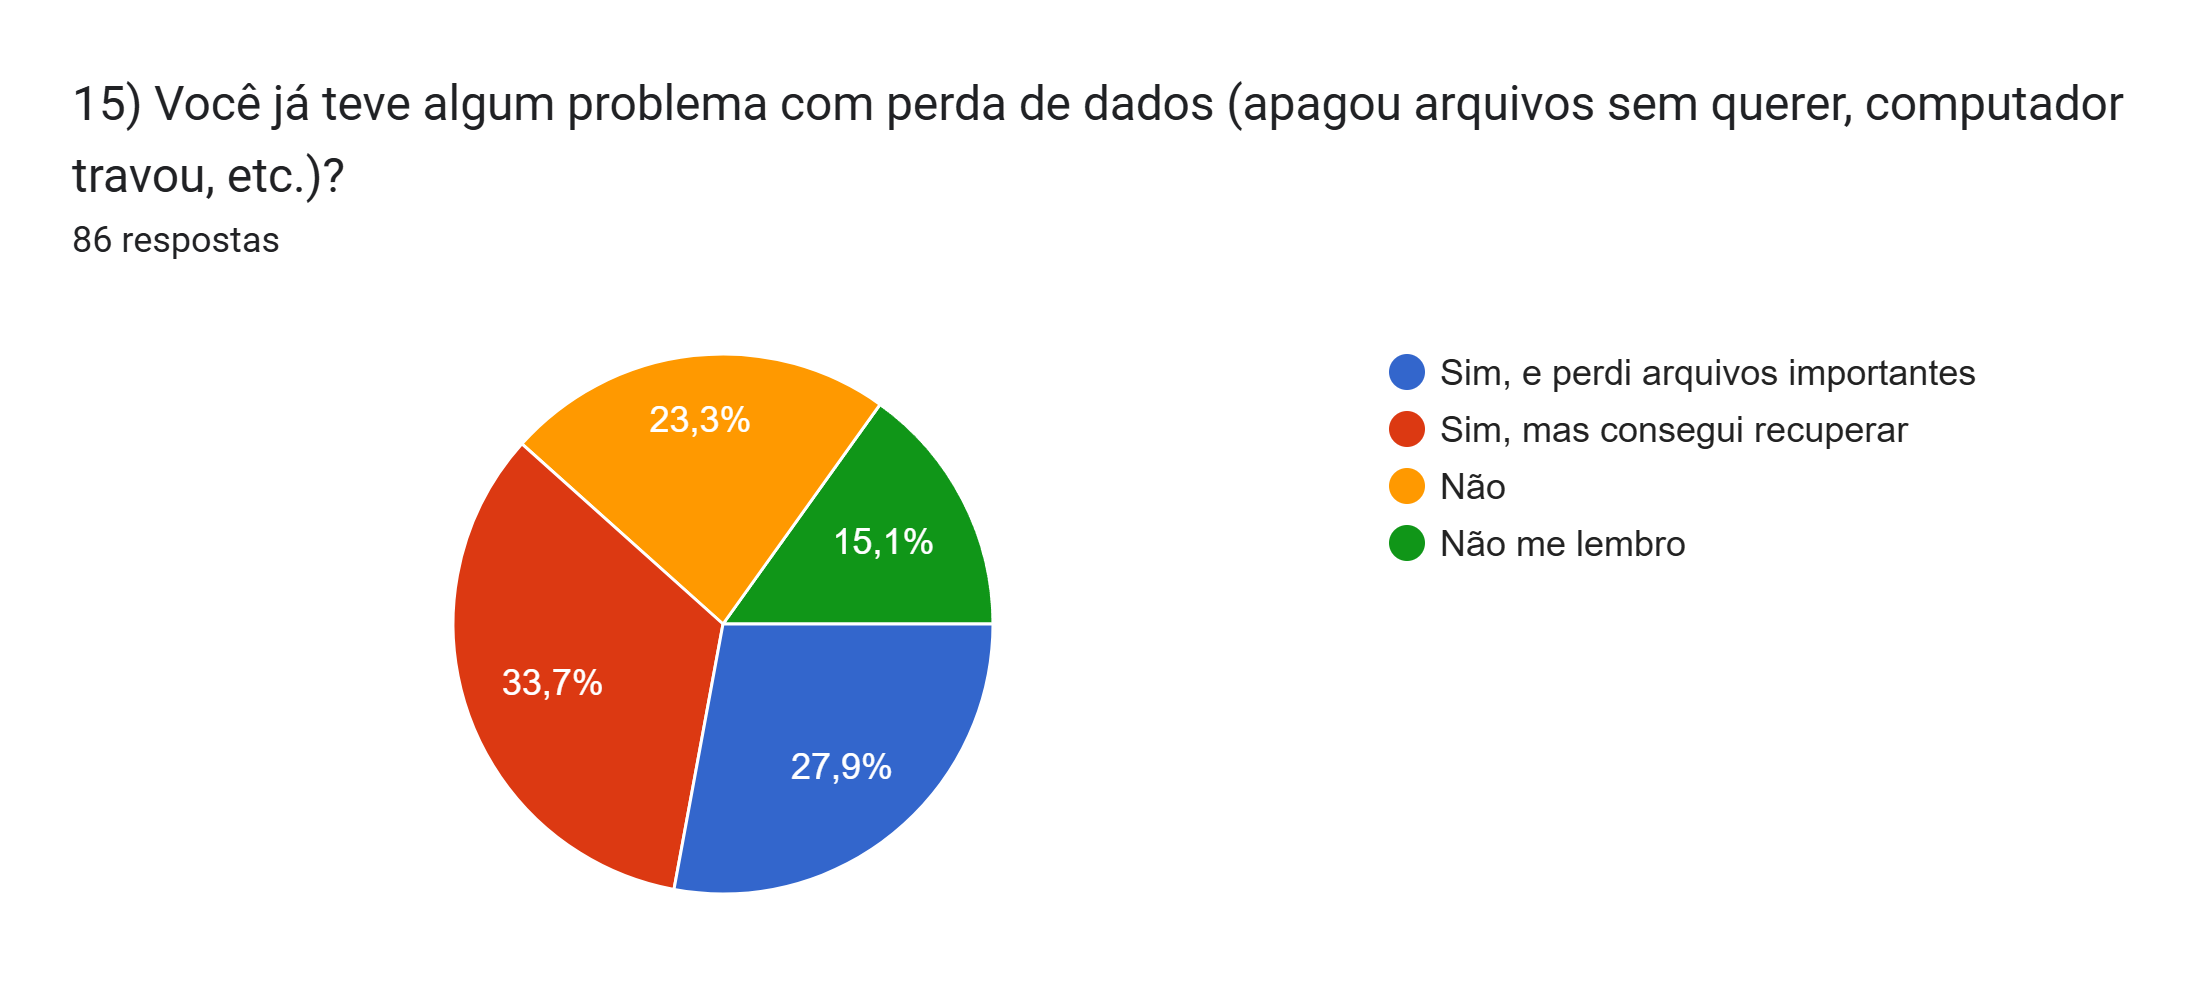 15) Você já teve algum problema com perda de dados (apagou arquivos sem querer, computador
travou, etc.)?
86 respostas
23,3%
15,1%
33,7%
27,9%
Sim, e perdi arquivos importantes
Sim, mas consegui recuperar
Não
Não me lembro